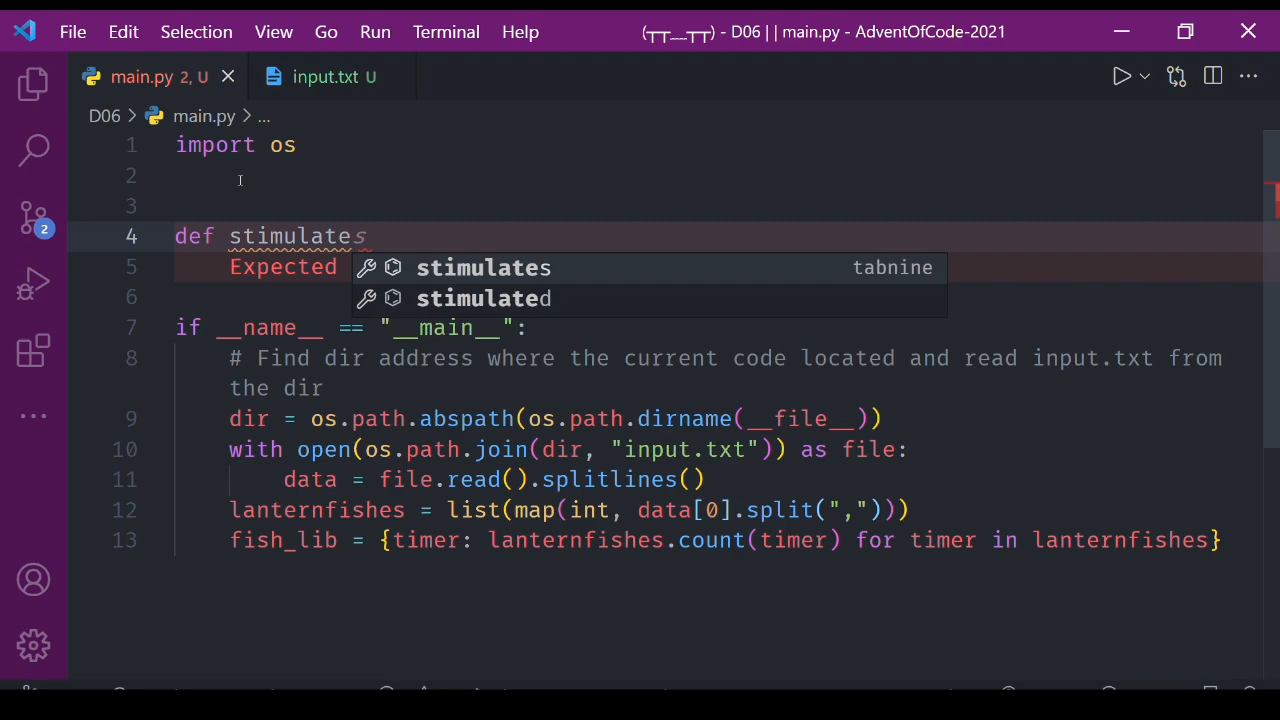 File Edit Selection View Go Run Terminal Help (┬┬﹏┬┬) - D06 || main.py - AdventOfCode-2021
main.py 2, U input.txt U
D06 > main.py > ...
1 import os
2
3
4 def stimulates
5 Expected
stimulates tabnine
stimulated
6
7 if __name__ == "__main__":
8 # Find dir address where the current code located and read input.txt from
the dir
9 dir = os.path.abspath(os.path.dirname(__file__))
10 with open(os.path.join(dir, "input.txt")) as file:
11 data = file.read().splitlines()
12 lanternfishes = list(map(int, data[0].split(",")))
13 fish_lib = {timer: lanternfishes.count(timer) for timer in lanternfishes}
2